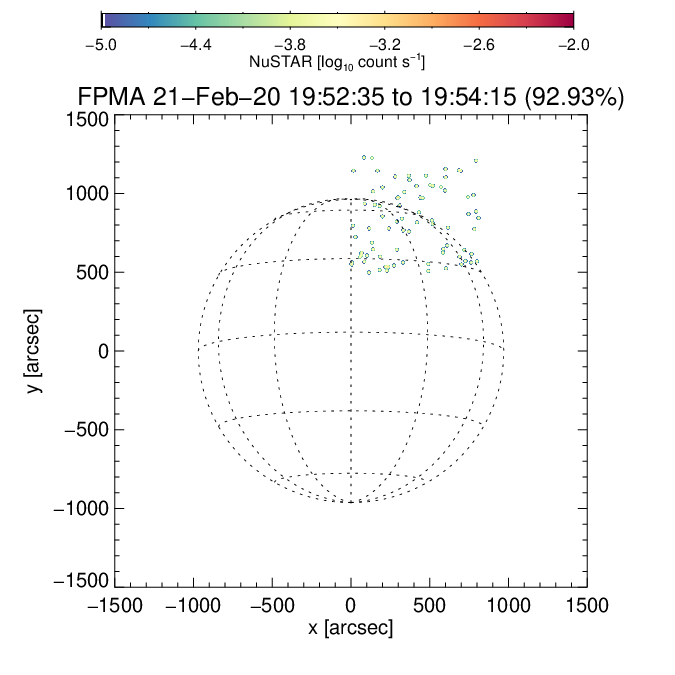 −5.0 −4.4 −3.8 −3.2 −2.6 −2.0
NuSTAR [log₁₀ count s⁻¹]
FPMA 21−Feb−20 19:52:35 to 19:54:15 (92.93%)
1500
1000
500
0
−500
−1000
−1500
y [arcsec]
−1500 −1000 −500 0 500 1000 1500
x [arcsec]